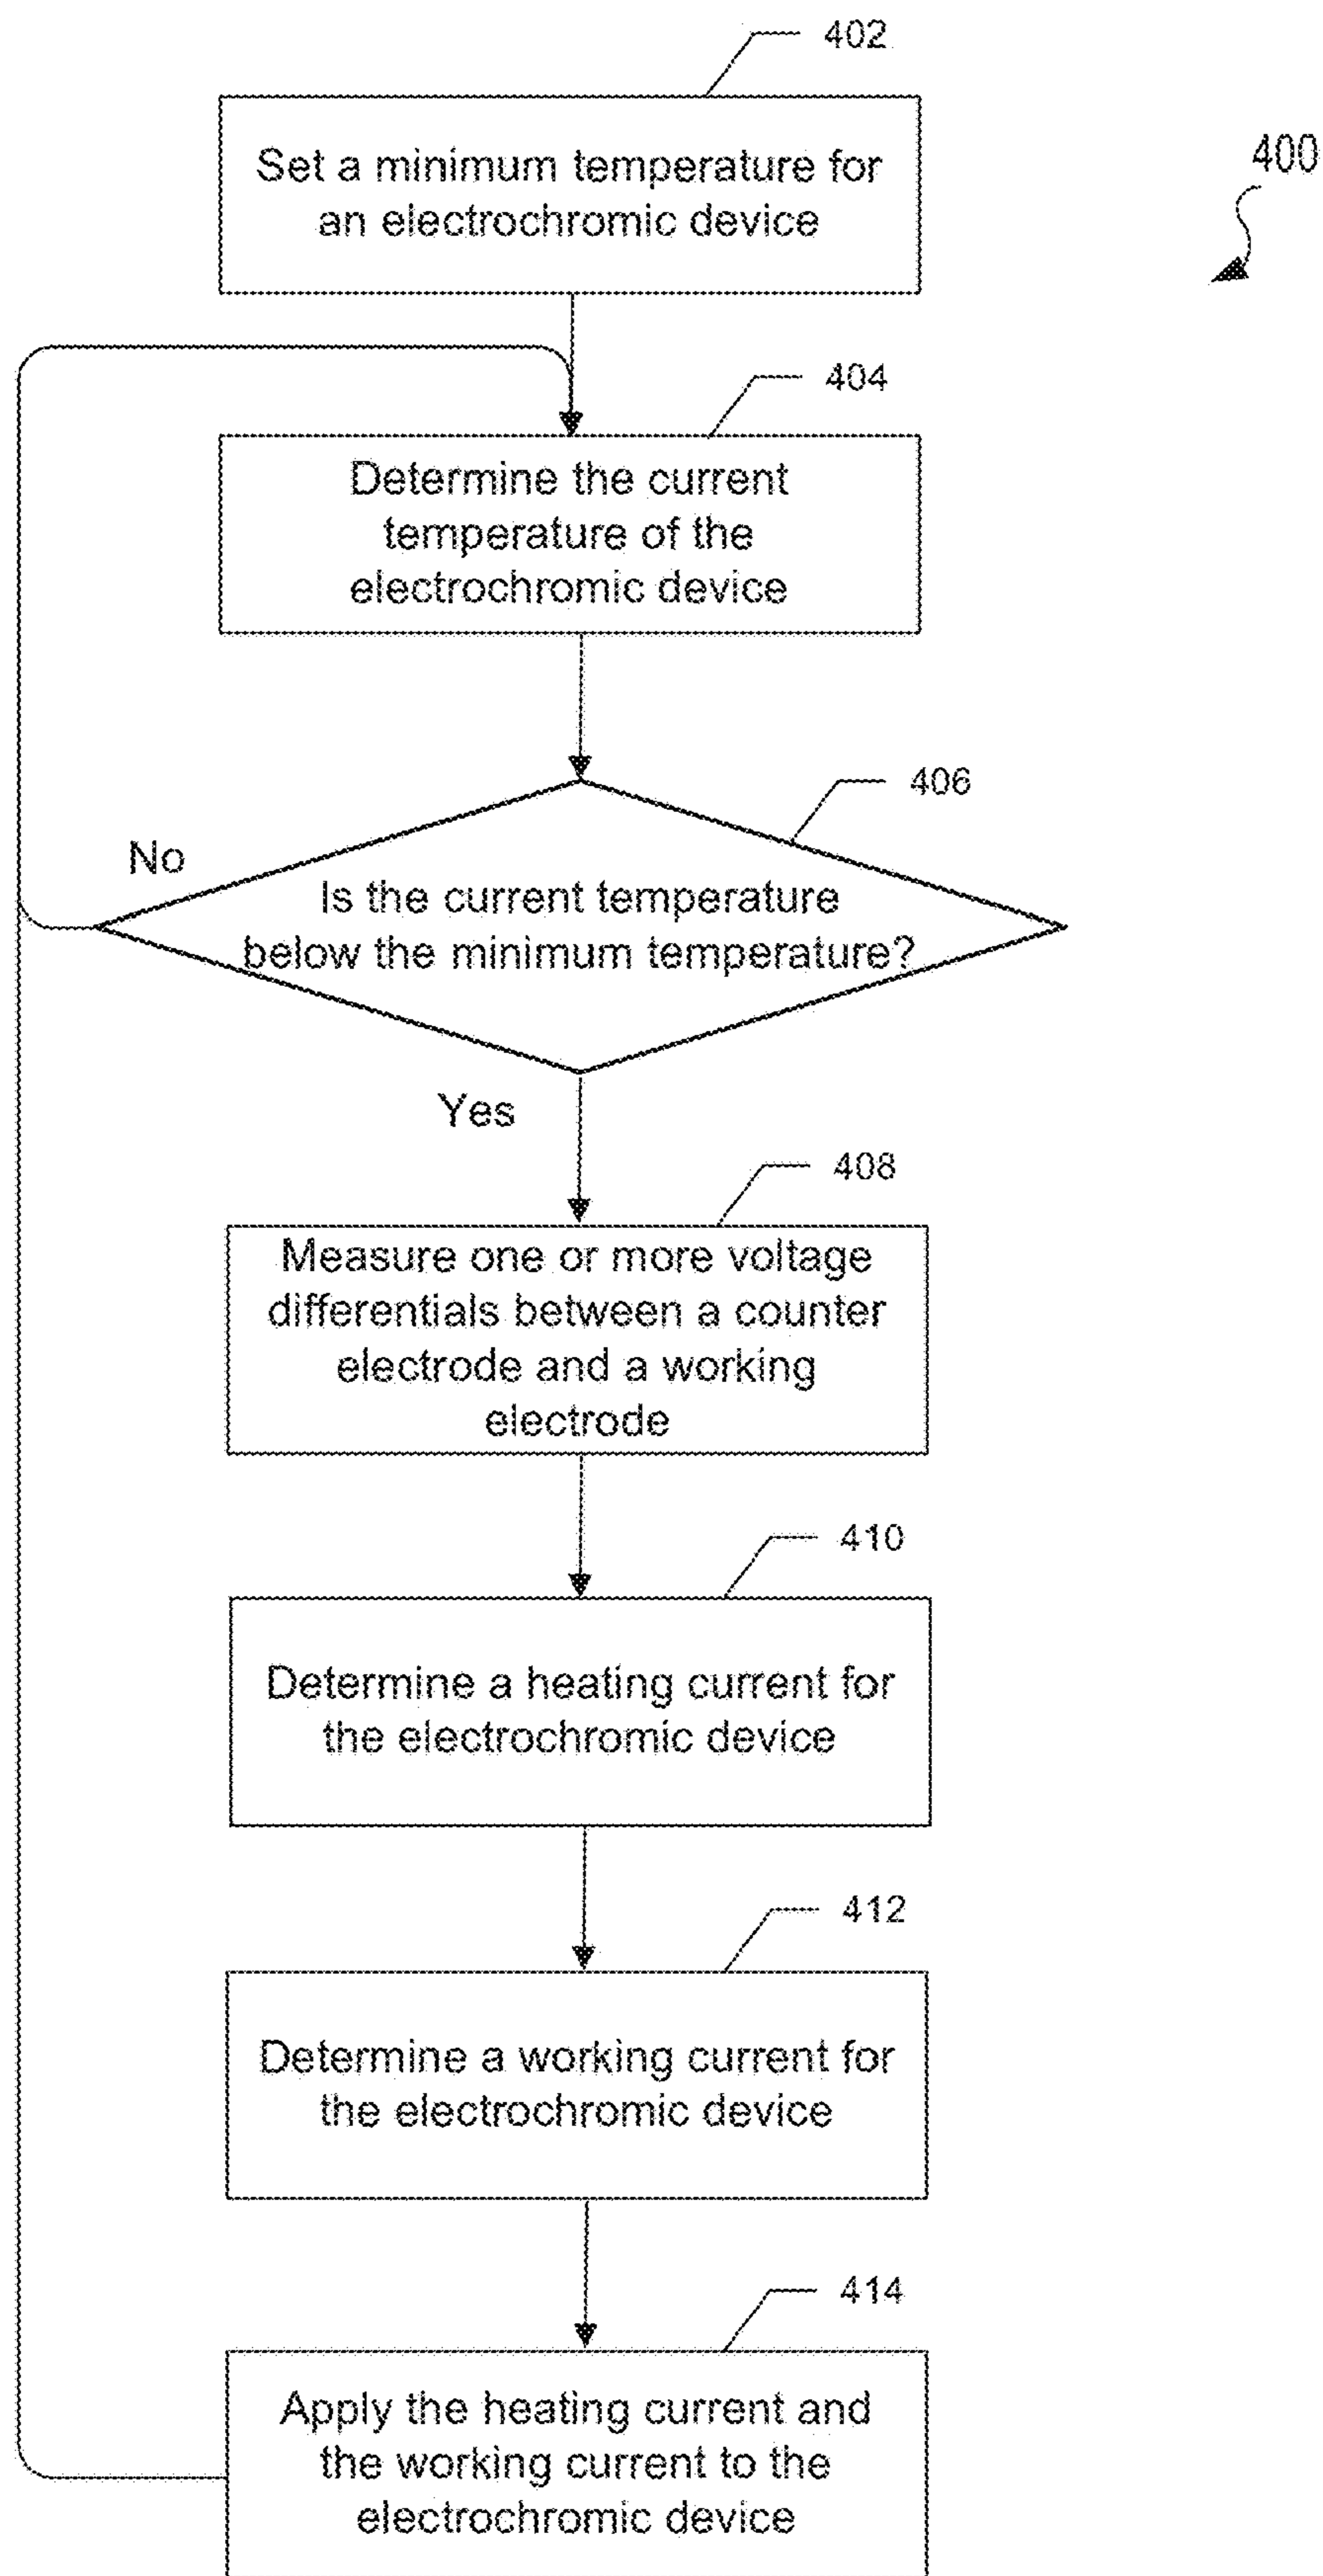 402
400
Set a minimum temperature for
an electrochromic device
404
Determine the current
temperature of the
electrochromic device
406
No
Is the current temperature
below the minimum temperature?
Yes
408
Measure one or more voltage
differentials between a counter
electrode and a working
electrode
410
Determine a heating current for
the electrochromic device
412
Determine a working current for
the electrochromic device
414
Apply the heating current and
the working current to the
electrochromic device